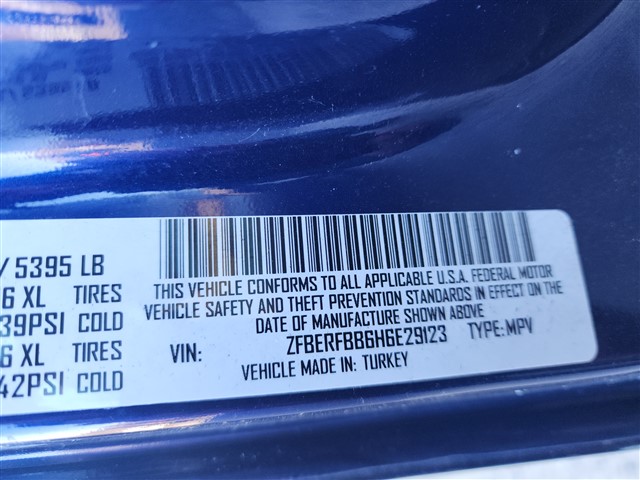 / 5395 LB
6 XL TIRES
39PSI COLD
6 XL TIRES
42PSI COLD
THIS VEHICLE CONFORMS TO ALL APPLICABLE U.S.A. FEDERAL MOTOR
VEHICLE SAFETY AND THEFT PREVENTION STANDARDS IN EFFECT ON THE
DATE OF MANUFACTURE SHOWN ABOVE
VIN: ZFBERFBB6H6E29123 TYPE:MPV
VEHICLE MADE IN: TURKEY